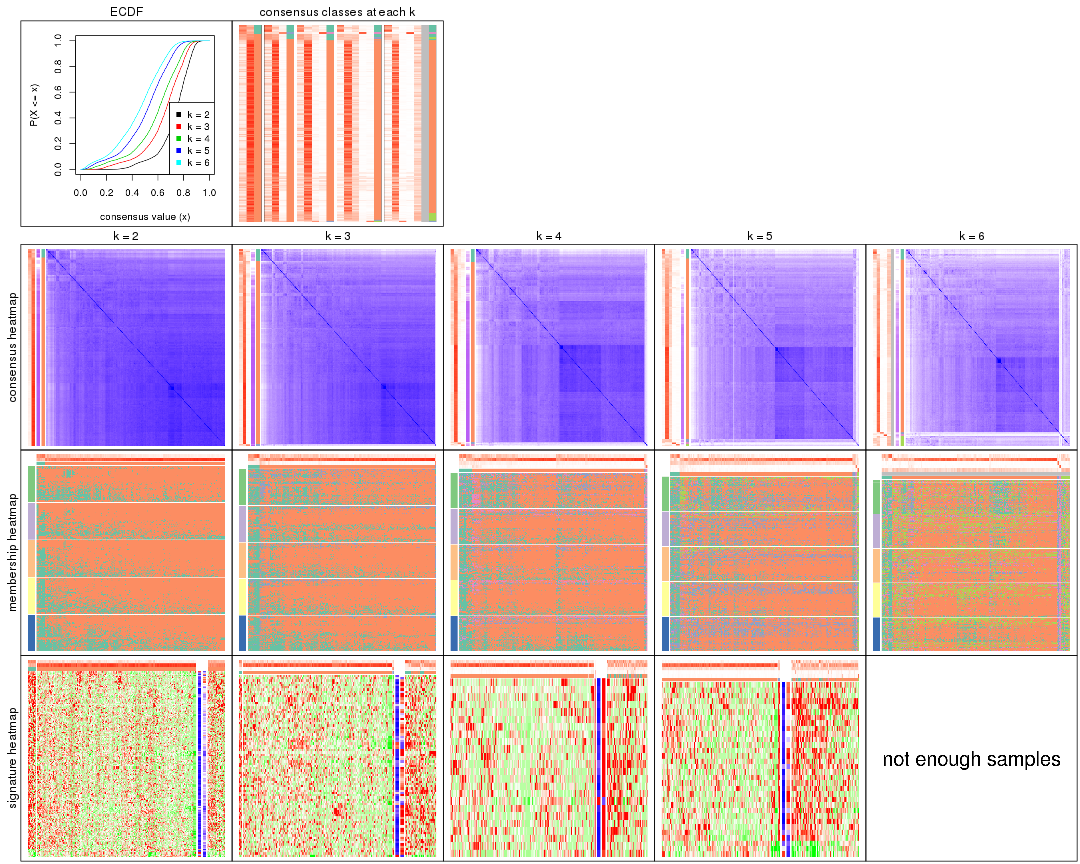 ECDF
consensus classes at each k
P(X <= x)
1.0
0.8
0.6
0.4
0.2
0.0
k = 2
k = 3
k = 4
k = 5
k = 6
0.0 0.2 0.4 0.6 0.8 1.0
consensus value (x)
k = 2
k = 3
k = 4
k = 5
k = 6
consensus heatmap
membership heatmap
signature heatmap
not enough samples